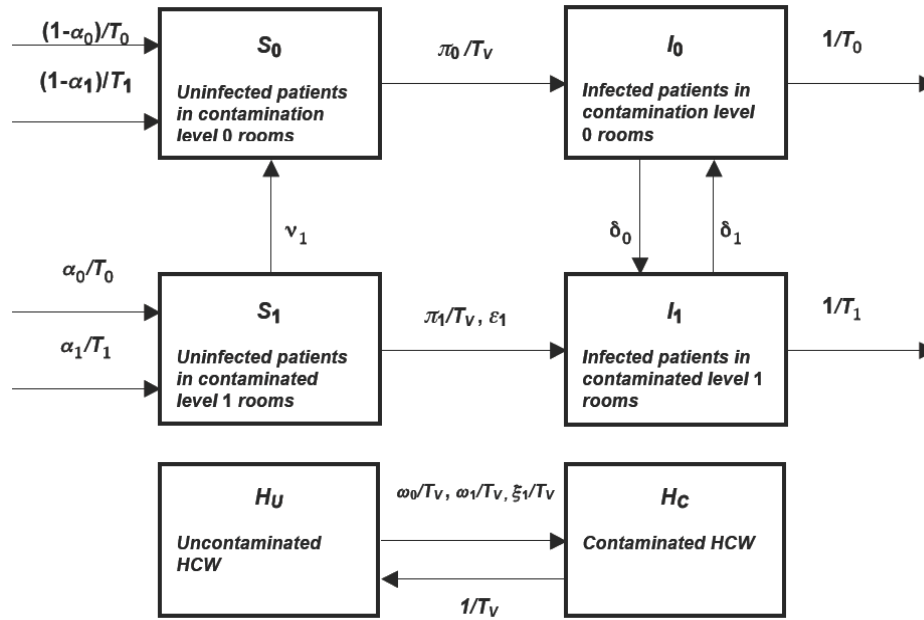 (1-α₀)/T₀
(1-α₁)/T₁
S₀
Uninfected patients
in contamination
level 0 rooms
π₀/Tᵥ
I₀
Infected patients in
contamination level
0 rooms
1/T₀
ν₁
δ₀
δ₁
α₀/T₀
α₁/T₁
S₁
Uninfected patients
in contaminated
level 1 rooms
π₁/Tᵥ, ε₁
I₁
Infected patients in
contaminated level 1
rooms
1/T₁
H_U
Uncontaminated
HCW
ω₀/Tᵥ, ω₁/Tᵥ, ξ₁/Tᵥ
1/Tᵥ
H_C
Contaminated HCW